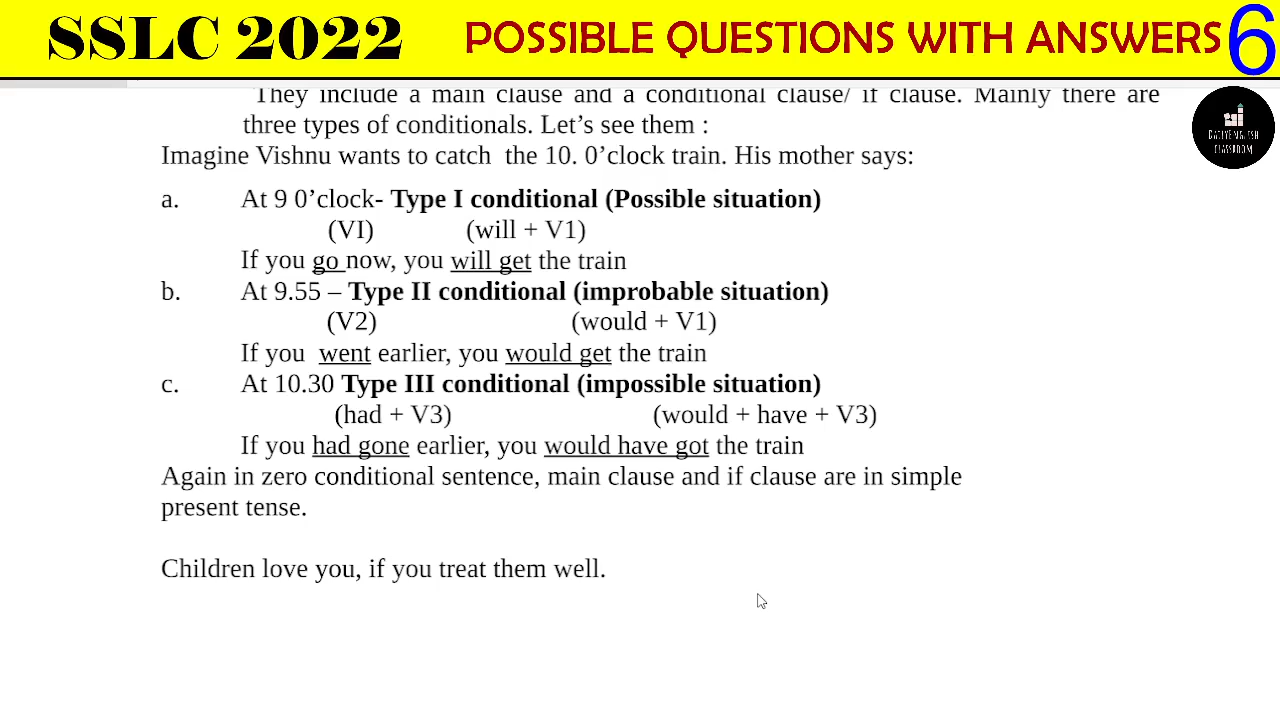 SSLC 2022 POSSIBLE QUESTIONS WITH ANSWERS 6
They include a main clause and a conditional clause/ if clause. Mainly there are
three types of conditionals. Let’s see them :
DAILYENGLISH
CLASSROOM
Imagine Vishnu wants to catch the 10. 0’clock train. His mother says:
a. At 9 0’clock- Type I conditional (Possible situation)
(VI) (will + V1)
If you go now, you will get the train
b. At 9.55 – Type II conditional (improbable situation)
(V2) (would + V1)
If you went earlier, you would get the train
c. At 10.30 Type III conditional (impossible situation)
(had + V3) (would + have + V3)
If you had gone earlier, you would have got the train
Again in zero conditional sentence, main clause and if clause are in simple
present tense.
Children love you, if you treat them well.